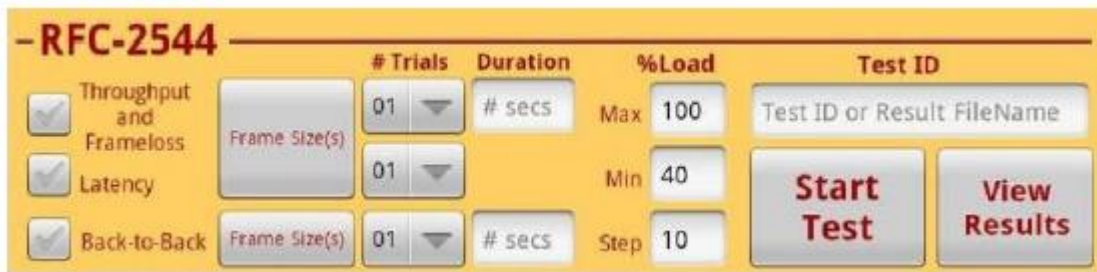 RFC-2544
# Trials Duration %Load Test ID
Throughput
and
Frameloss
Frame Size(s)
01
# secs
Max 100
Test ID or Result FileName
Latency
01
Min 40
Start
Test
View
Results
Back-to-Back
Frame Size(s)
01
# secs
Step 10